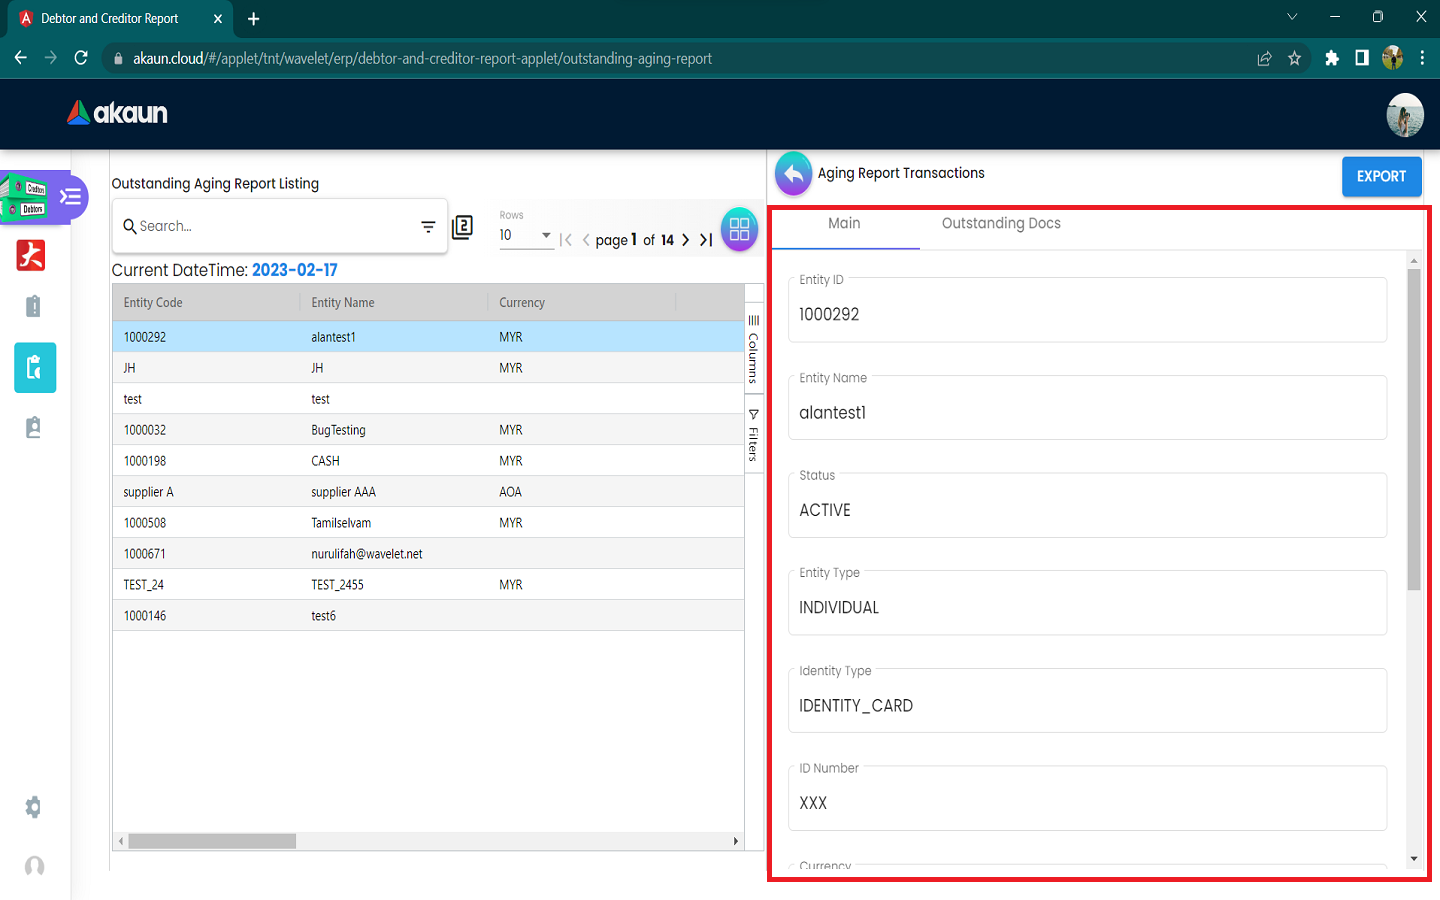 Debtor and Creditor Report
akaun.cloud/#/applet/tnt/wavelet/erp/debtor-and-creditor-report-applet/outstanding-aging-report
akaun
Creditors
Debtors
Outstanding Aging Report Listing
Search...
2
Rows
10
page 1 of 14
Current DateTime: 2023-02-17
Entity Code Entity Name Currency
1000292 alantest1 MYR
JH JH MYR
test test
1000032 BugTesting MYR
1000198 CASH MYR
supplier A supplier AAA AOA
1000508 Tamilselvam MYR
1000671 nurulifah@wavelet.net
TEST_24 TEST_2455 MYR
1000146 test6
Columns
Filters
Aging Report Transactions
EXPORT
Main Outstanding Docs
Entity ID
1000292
Entity Name
alantest1
Status
ACTIVE
Entity Type
INDIVIDUAL
Identity Type
IDENTITY_CARD
ID Number
XXX
Currency